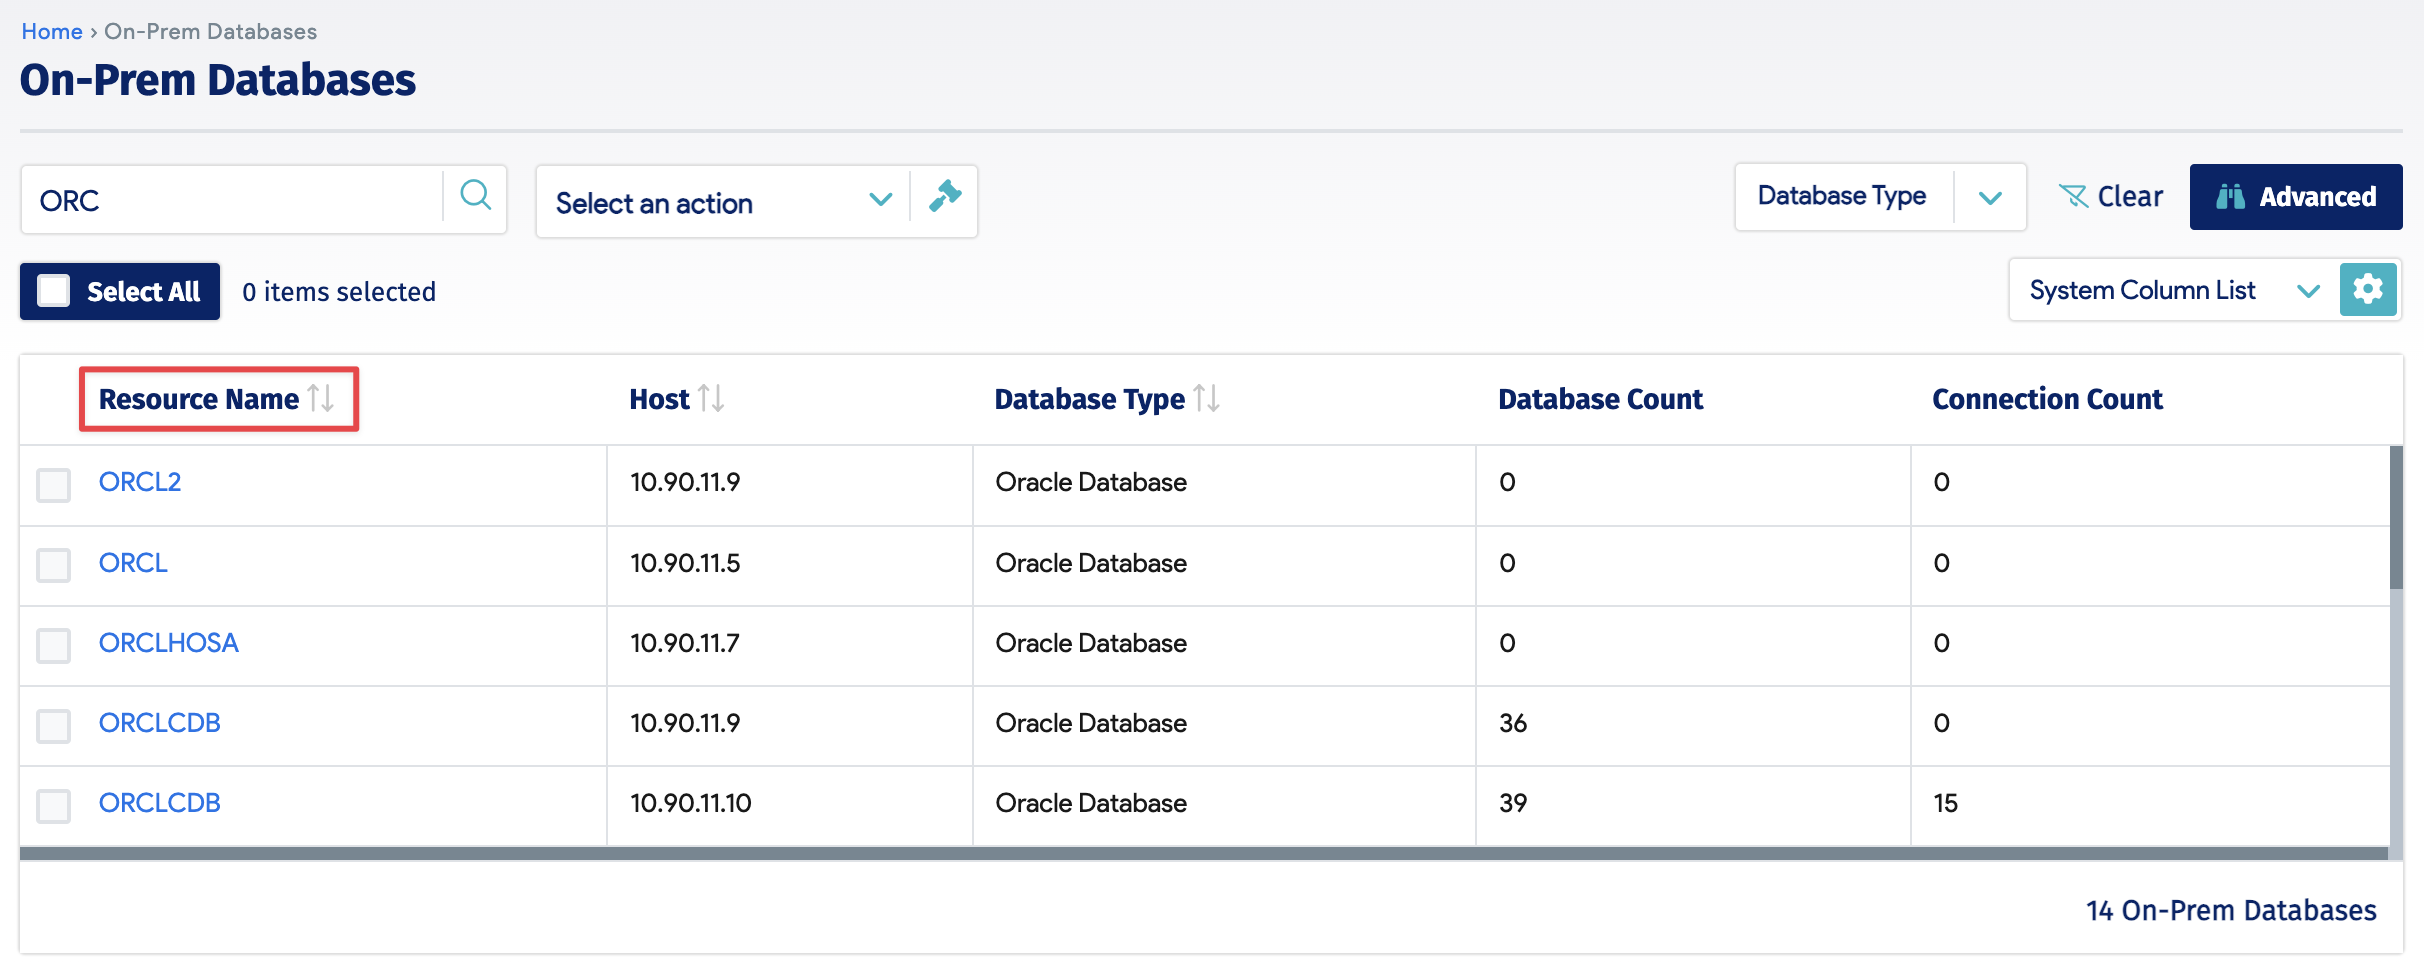 Home › On-Prem Databases
On-Prem Databases
ORC
Select an action
Database Type
Clear
Advanced
Select All
0 items selected
System Column List
Resource Name Host Database Type Database Count Connection Count
ORCL2 10.90.11.9 Oracle Database 0 0
ORCL 10.90.11.5 Oracle Database 0 0
ORCLHOSA 10.90.11.7 Oracle Database 0 0
ORCLCDB 10.90.11.9 Oracle Database 36 0
ORCLCDB 10.90.11.10 Oracle Database 39 15
14 On-Prem Databases